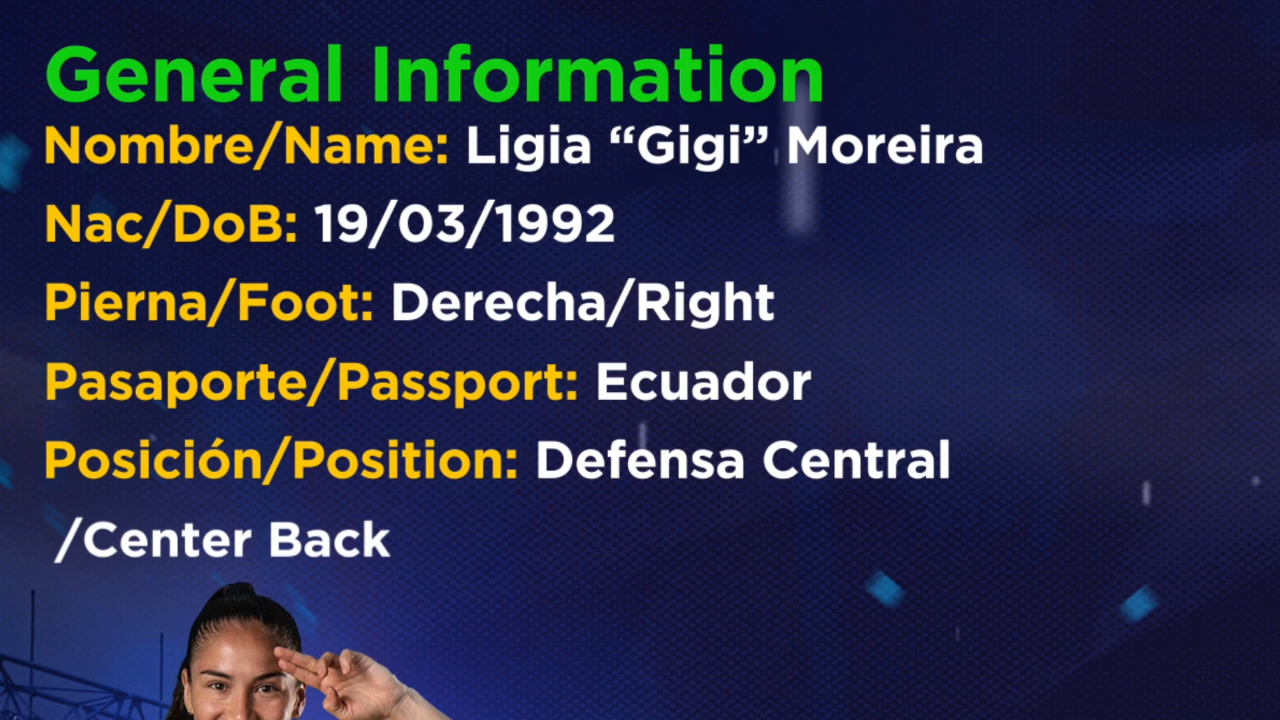 General Information
Nombre/Name: Ligia “Gigi” Moreira
Nac/DoB: 19/03/1992
Pierna/Foot: Derecha/Right
Pasaporte/Passport: Ecuador
Posición/Position: Defensa Central
/Center Back